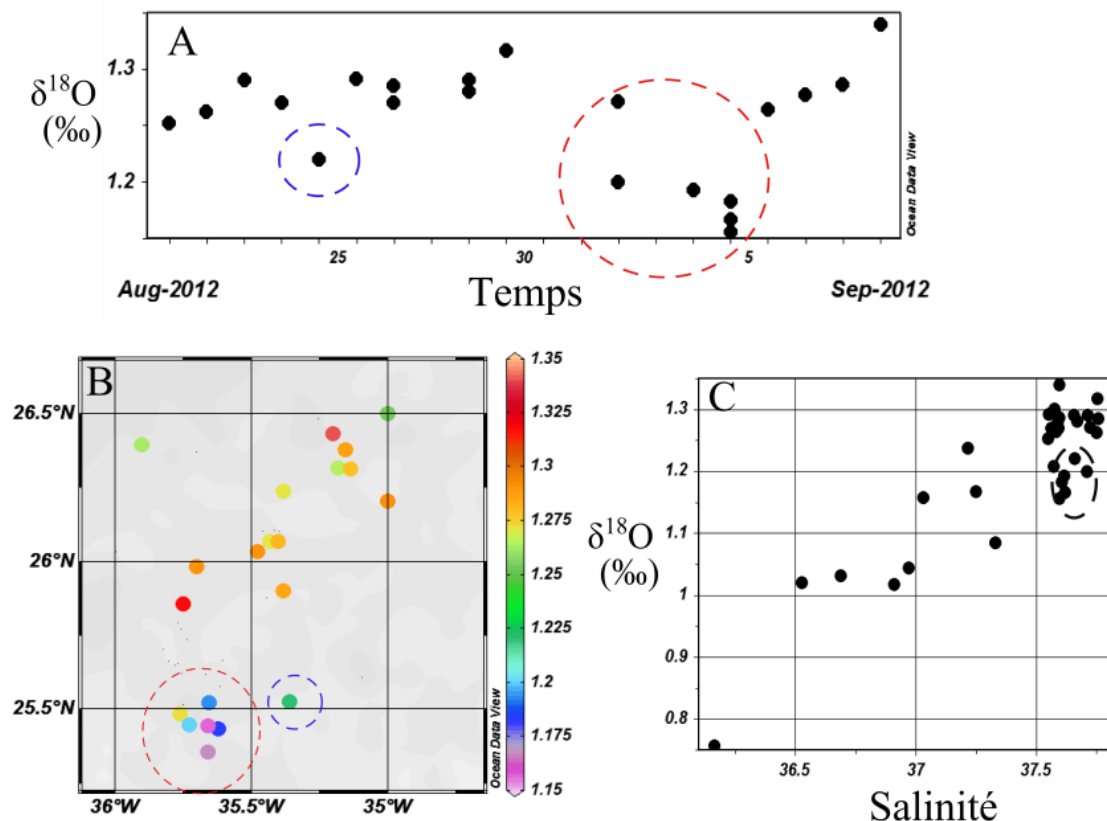 A
δ¹⁸O
(‰)
1.3
1.2
25
30
5
Aug-2012
Temps
Sep-2012
Ocean Data View
B
26.5°N
26°N
25.5°N
36°W
35.5°W
35°W
1.35
1.325
1.3
1.275
1.25
1.225
1.2
1.175
1.15
Ocean Data View
C
δ¹⁸O
(‰)
1.3
1.2
1.1
1
0.9
0.8
36.5
37
37.5
Salinité